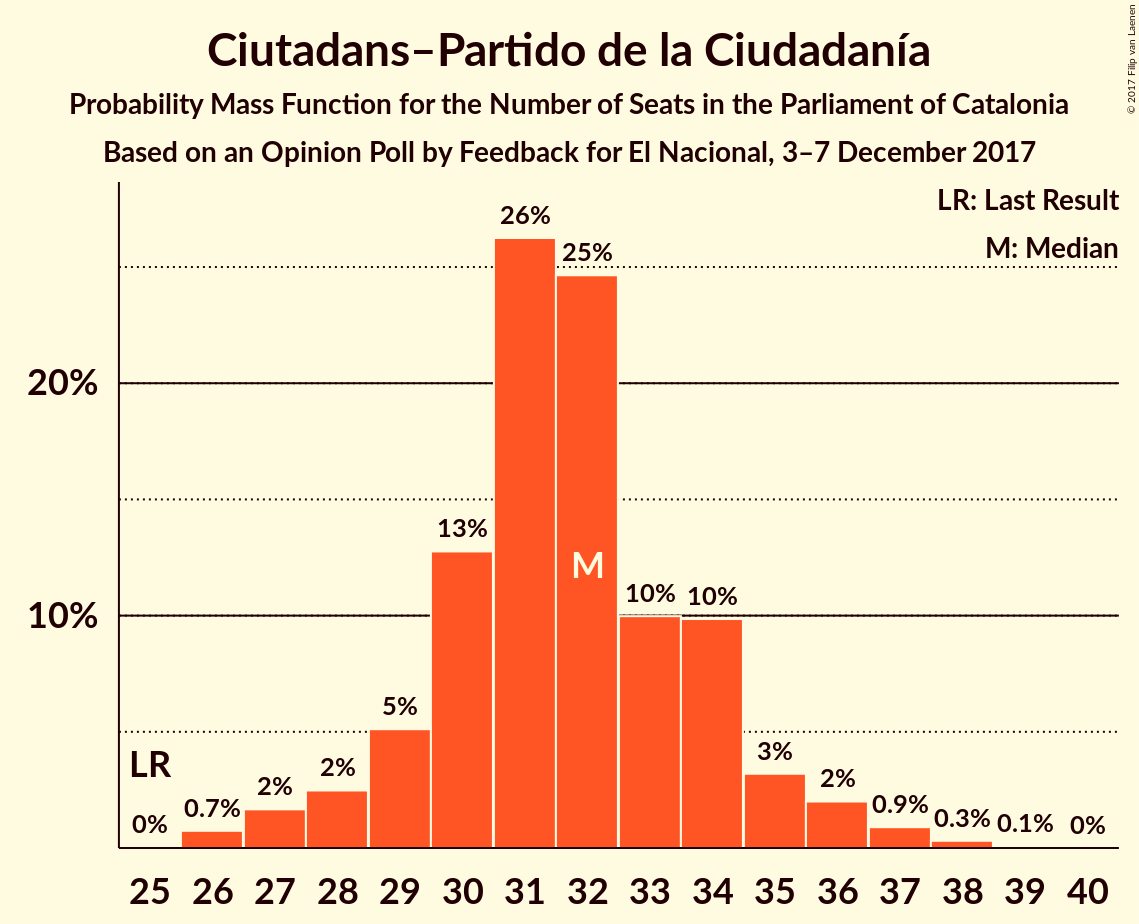 Ciutadans–Partido de la Ciudadanía
Probability Mass Function for the Number of Seats in the Parliament of Catalonia
Based on an Opinion Poll by Feedback for El Nacional, 3–7 December 2017
© 2017 Filip van Laenen
LR: Last Result
M: Median
26%
25%
20%
13%
M
10%
10% 10%
5%
LR
3%
2%
2%
2%
0.7%
0.9%
0%
0.3%
0.1%
0%
25 26 27 28 29 30 31 32 33 34 35 36 37 38 39 40